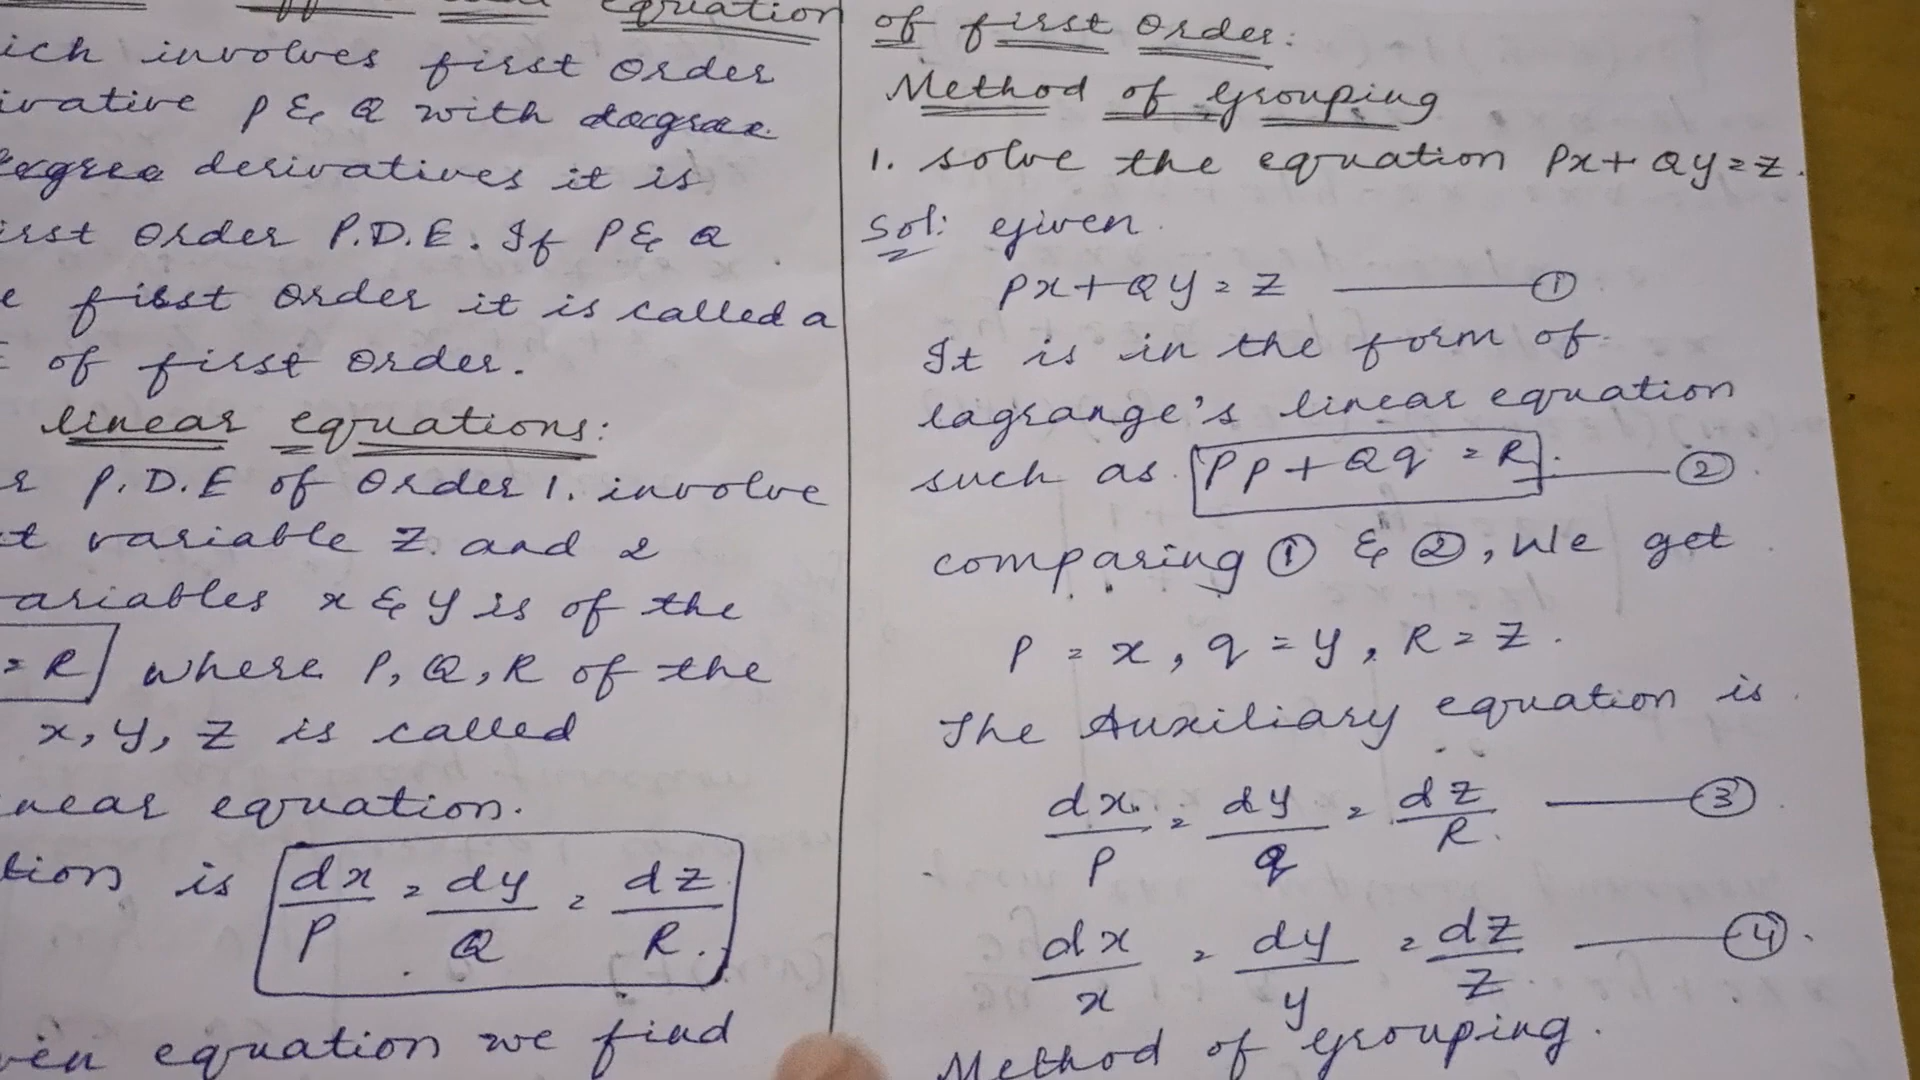 equation
ich involves first order
ivative p & Q with
egree derivatives it is
irst order P.D.E. If P & Q
e first order it is called a
of first order.
linear equations:
r P.D.E of order 1. involve
t variable z and 2
ariables x & y is of the
= R where P, Q, R of the
x, y, z is called
near equation.
tion is dx/P = dy/Q = dz/R.
ven equation we find
of first order:
Method of grouping
1. solve the equation Px + Qy = z.
Sol: given
Px + Qy = z ——— ①
It is in the form of
lagrange's linear equation
such as Pp + Qq = R. ——— ②
comparing ① & ②, We get
P = x, q = y, R = z.
The Auxiliary equation is
dx/P = dy/q = dz/R. ——— ③
dx/x = dy/y = dz/z ——— ④.
Method of grouping.